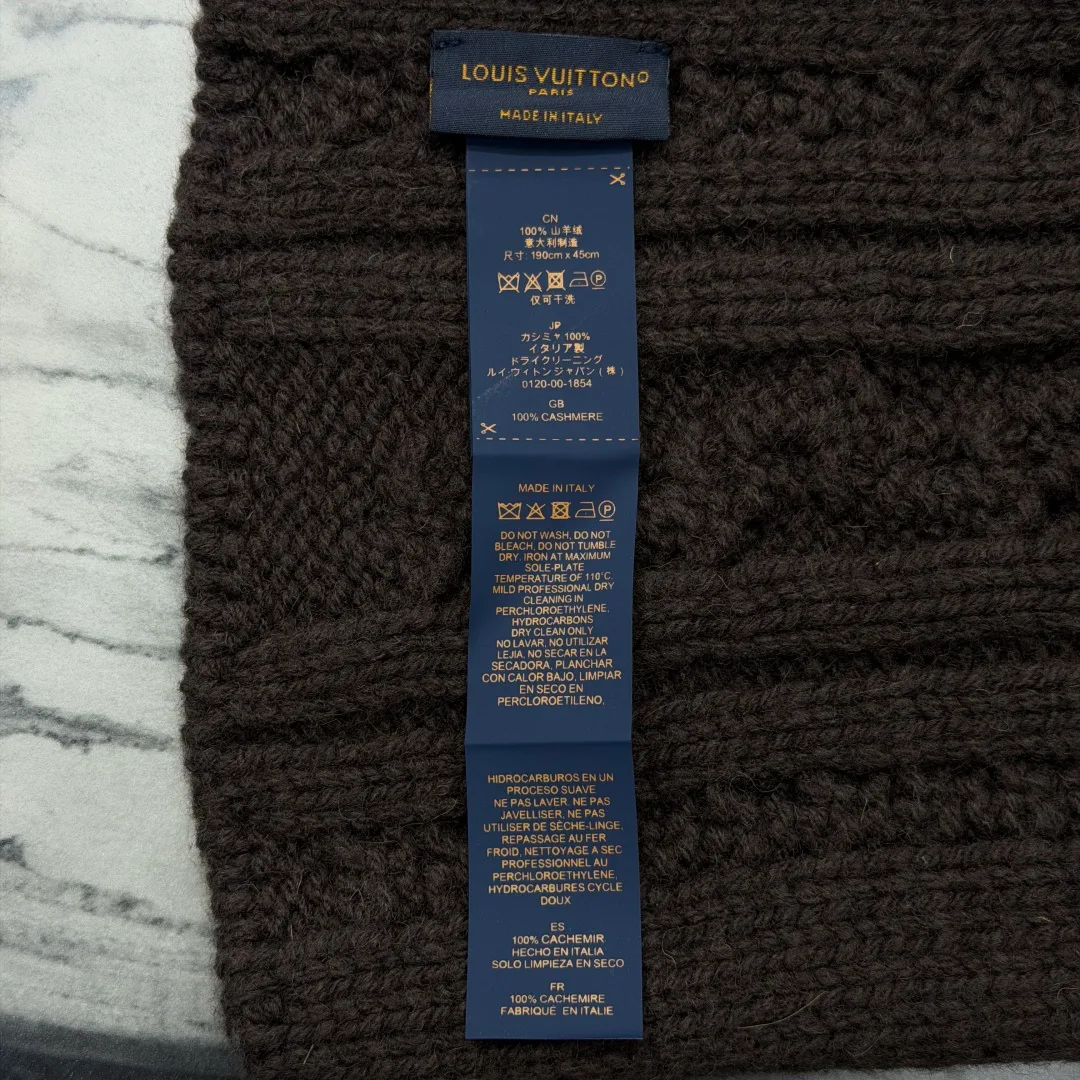 LOUIS VUITTON
PARIS
MADE IN ITALY
CN
100% 山羊绒
意大利制造
尺寸: 190cm x 45cm
P
仅可干洗
JP
カシミャ 100%
イタリア製
ドライクリーニング
ルイ・ウィトンジャパン ( 株 )
0120-00-1854
GB
100% CASHMERE
MADE IN ITALY
P
DO NOT WASH, DO NOT
BLEACH, DO NOT TUMBLE
DRY. IRON AT MAXIMUM
SOLE-PLATE
TEMPERATURE OF 110°C.
MILD PROFESSIONAL DRY
CLEANING IN
PERCHLOROETHYLENE,
HYDROCARBONS
DRY CLEAN ONLY
NO LAVAR, NO UTILIZAR
LEJIA, NO SECAR EN LA
SECADORA, PLANCHAR
CON CALOR BAJO, LIMPIAR
EN SECO EN
PERCLOROETILENO,
HIDROCARBUROS EN UN
PROCESO SUAVE
NE PAS LAVER, NE PAS
JAVELLISER, NE PAS
UTILISER DE SÈCHE-LINGE,
REPASSAGE AU FER
FROID, NETTOYAGE A SEC
PROFESSIONNEL AU
PERCHLOROETHYLENE,
HYDROCARBURES CYCLE
DOUX
ES
100% CACHEMIR
HECHO EN ITALIA
SOLO LIMPIEZA EN SECO
FR
100% CACHEMIRE
FABRIQUE EN ITALIE